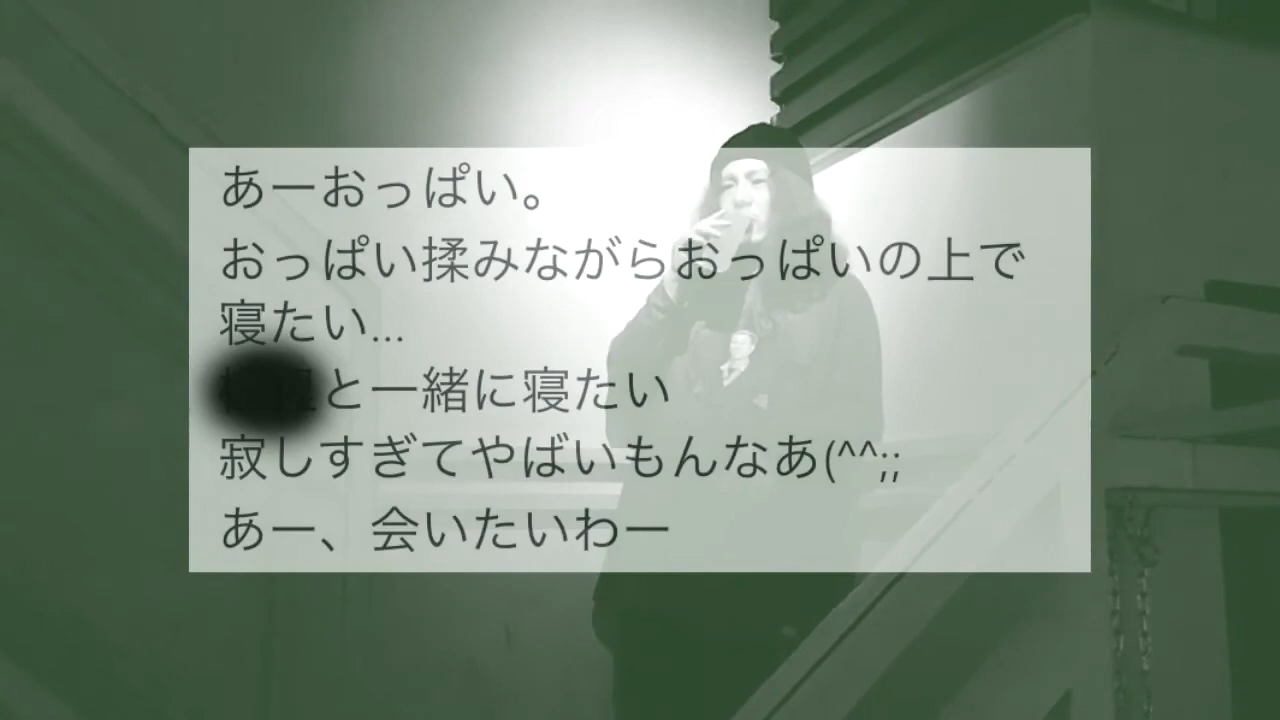 あーおっぱい。
おっぱい揉みながらおっぱいの上で
寝たい...
と一緒に寝たい
寂しすぎてやばいもんなあ(^^;;
あー、会いたいわー